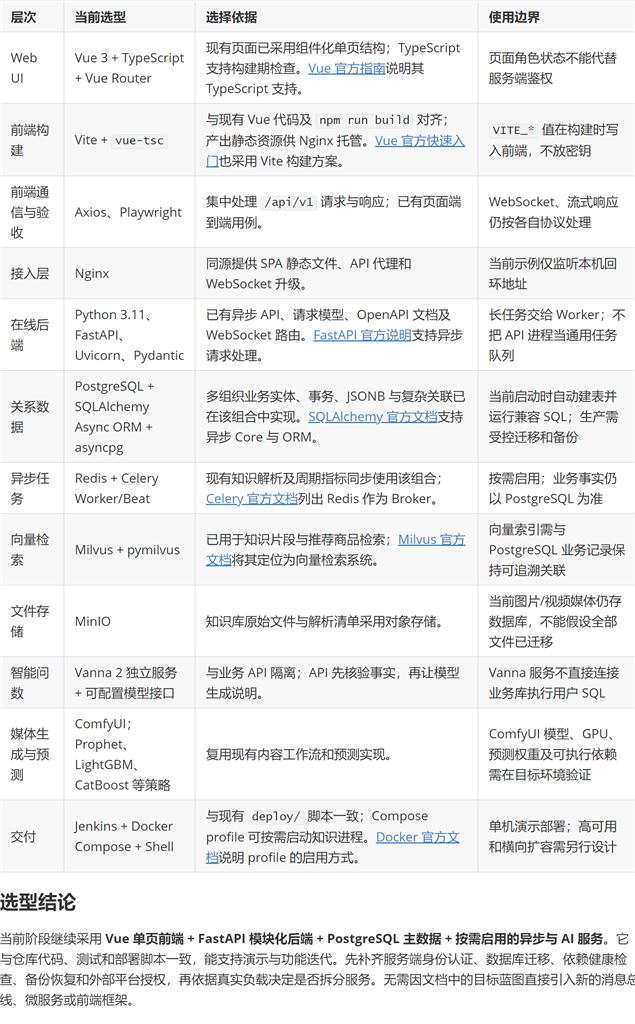 层次 当前选型 选择依据 使用边界
Web UI Vue 3 + TypeScript + Vue Router 现有页面已采用组件化单页结构；TypeScript 支持构建期检查。Vue 官方指南说明其 TypeScript 支持。 页面角色状态不能代替服务端鉴权
前端构建 Vite + vue-tsc 与现有 Vue 代码及 npm run build 对齐；产出静态资源供 Nginx 托管。Vue 官方快速入门也采用 Vite 构建方案。 VITE_* 值在构建时写入前端，不放密钥
前端通信与验收 Axios、Playwright 集中处理 /api/v1 请求与响应；已有页面端到端用例。 WebSocket、流式响应仍按各自协议处理
接入层 Nginx 同源提供 SPA 静态文件、API 代理和 WebSocket 升级。 当前示例仅监听本机回环地址
在线后端 Python 3.11、FastAPI、Uvicorn、Pydantic 已有异步 API、请求模型、OpenAPI 文档及 WebSocket 路由。FastAPI 官方说明支持异步请求处理。 长任务交给 Worker；不把 API 进程当通用任务队列
关系数据 PostgreSQL + SQLAlchemy Async ORM + asyncpg 多组织业务实体、事务、JSONB 与复杂关联已在该组合中实现。SQLAlchemy 官方文档支持异步 Core 与 ORM。 当前启动时自动建表并运行兼容 SQL；生产需受控迁移和备份
异步任务 Redis + Celery Worker/Beat 现有知识解析及周期指标同步使用该组合；Celery 官方文档列出 Redis 作为 Broker。 按需启用；业务事实仍以 PostgreSQL 为准
向量检索 Milvus + pymilvus 已用于知识片段与推荐商品检索；Milvus 官方文档将其定位为向量检索系统。 向量索引需与 PostgreSQL 业务记录保持可追溯关联
文件存储 MinIO 知识库原始文件与解析清单采用对象存储。 当前图片/视频媒体仍存数据库，不能假设全部文件已迁移
智能问数 Vanna 2 独立服务 + 可配置模型接口 与业务 API 隔离；API 先核验事实，再让模型生成说明。 Vanna 服务不直接连接业务库执行用户 SQL
媒体生成与预测 ComfyUI；Prophet、LightGBM、CatBoost 等策略 复用现有内容工作流和预测实现。 ComfyUI 模型、GPU、预测权重及可执行依赖需在目标环境验证
交付 Jenkins + Docker Compose + Shell 与现有 deploy/ 脚本一致；Compose profile 可按需启动知识进程。Docker 官方文档说明 profile 的启用方式。 单机演示部署；高可用和横向扩容需另行设计
选型结论
当前阶段继续采用 Vue 单页前端 + FastAPI 模块化后端 + PostgreSQL 主数据 + 按需启用的异步与 AI 服务。它
与仓库代码、测试和部署脚本一致，能支持演示与功能迭代。先补齐服务端身份认证、数据库迁移、依赖健康检
查、备份恢复和外部平台授权，再依据真实负载决定是否拆分服务。无需因文档中的目标蓝图直接引入新的消息总
线、微服务或前端框架。